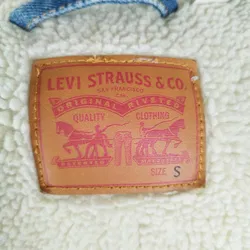 LEVI STRAUSS & CO.
SAN FRANCISCO
CAL.
ORIGINAL RIVETED
QUALITY CLOTHING
SIZE S